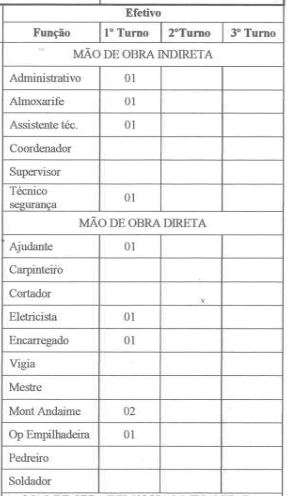 Efetivo
Função 1º Turno 2ºTurno 3º Turno
MÃO DE OBRA INDIRETA
Administrativo 01
Almoxarife 01
Assistente téc. 01
Coordenador
Supervisor
Técnico
segurança 01
MÃO DE OBRA DIRETA
Ajudante 01
Carpinteiro
Cortador
Eletricista 01
Encarregado 01
Vigia
Mestre
Mont Andaime 02
Op Empilhadeira 01
Pedreiro
Soldador